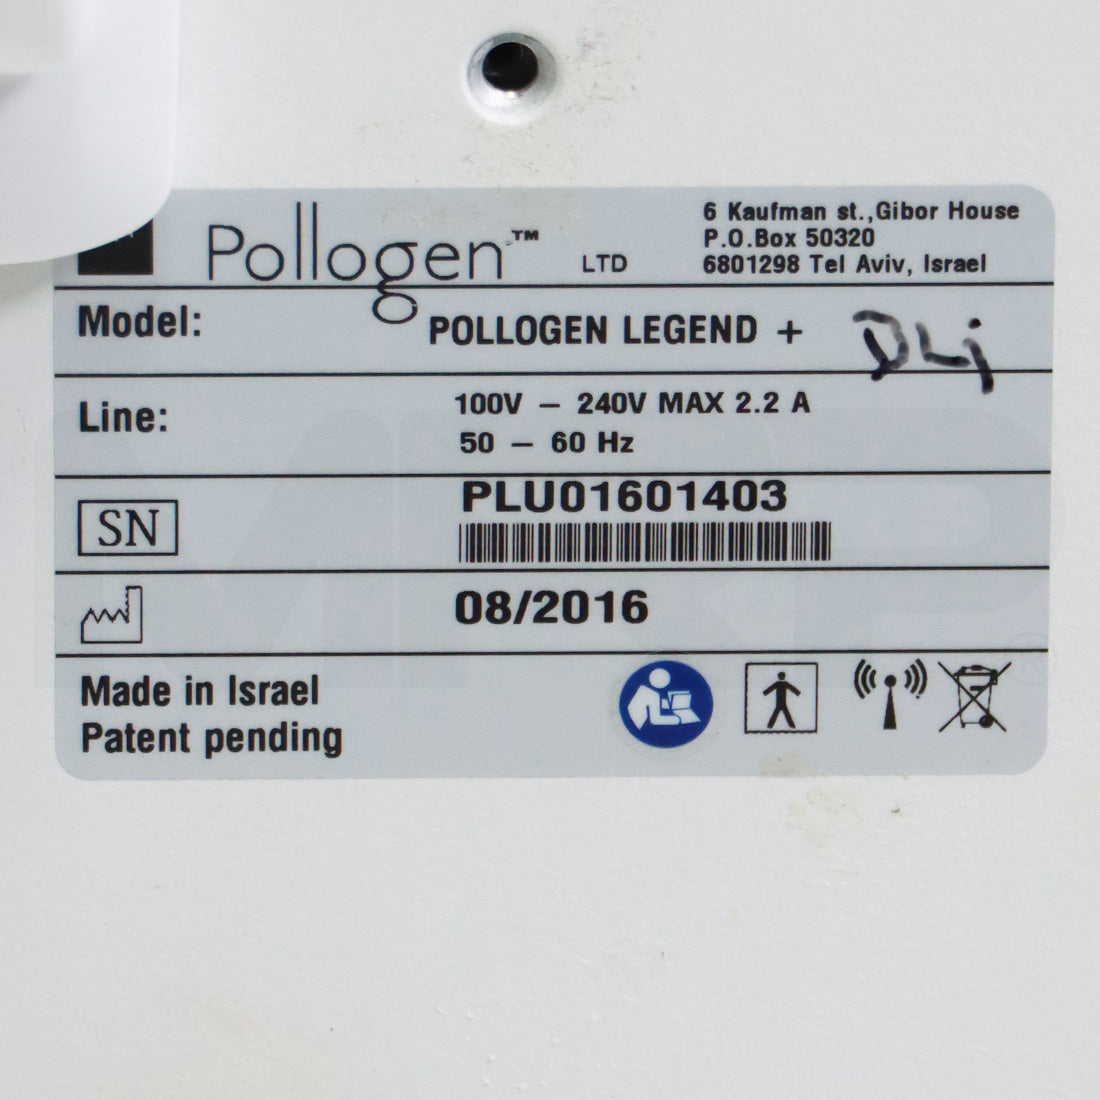 Pollogen™ LTD
6 Kaufman st.,Gibor House
P.O.Box 50320
6801298 Tel Aviv, Israel
Model: POLLOGEN LEGEND +
Line: 100V – 240V MAX 2.2 A
50 – 60 Hz
SN PLU01601403
08/2016
Made in Israel
Patent pending
MRP